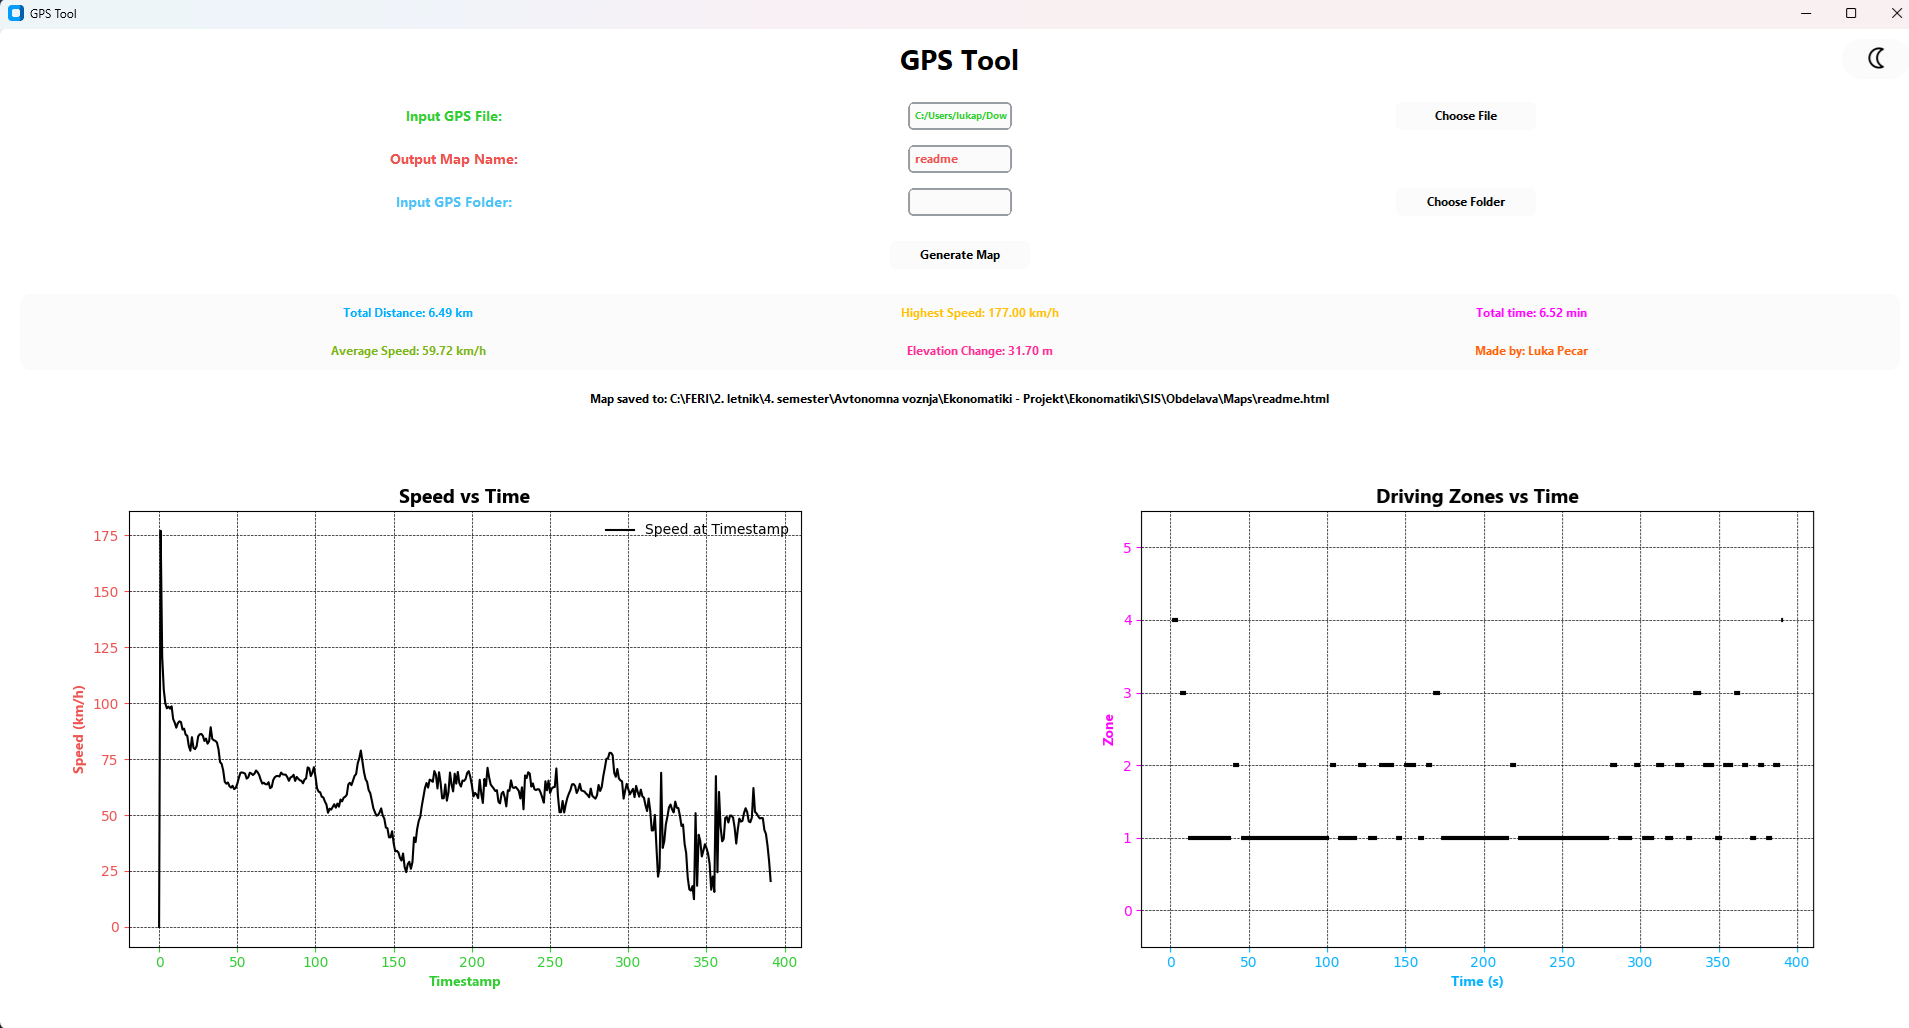 GPS Tool
GPS Tool
Input GPS File:
C:/Users/lukap/Dow
Choose File
Output Map Name:
readme
Input GPS Folder:
Choose Folder
Generate Map
Total Distance: 6.49 km
Highest Speed: 177.00 km/h
Total time: 6.52 min
Average Speed: 59.72 km/h
Elevation Change: 31.70 m
Made by: Luka Pecar
Map saved to: C:\FERI\2. letnik\4. semester\Avtonomna voznja\Ekonomatiki - Projekt\Ekonomatiki\SIS\Obdelava\Maps\readme.html
Speed vs Time
Speed at Timestamp
175
150
125
100
75
50
25
0
Speed (km/h)
0 50 100 150 200 250 300 350 400
Timestamp
Driving Zones vs Time
5
4
3
2
1
0
Zone
0 50 100 150 200 250 300 350 400
Time (s)